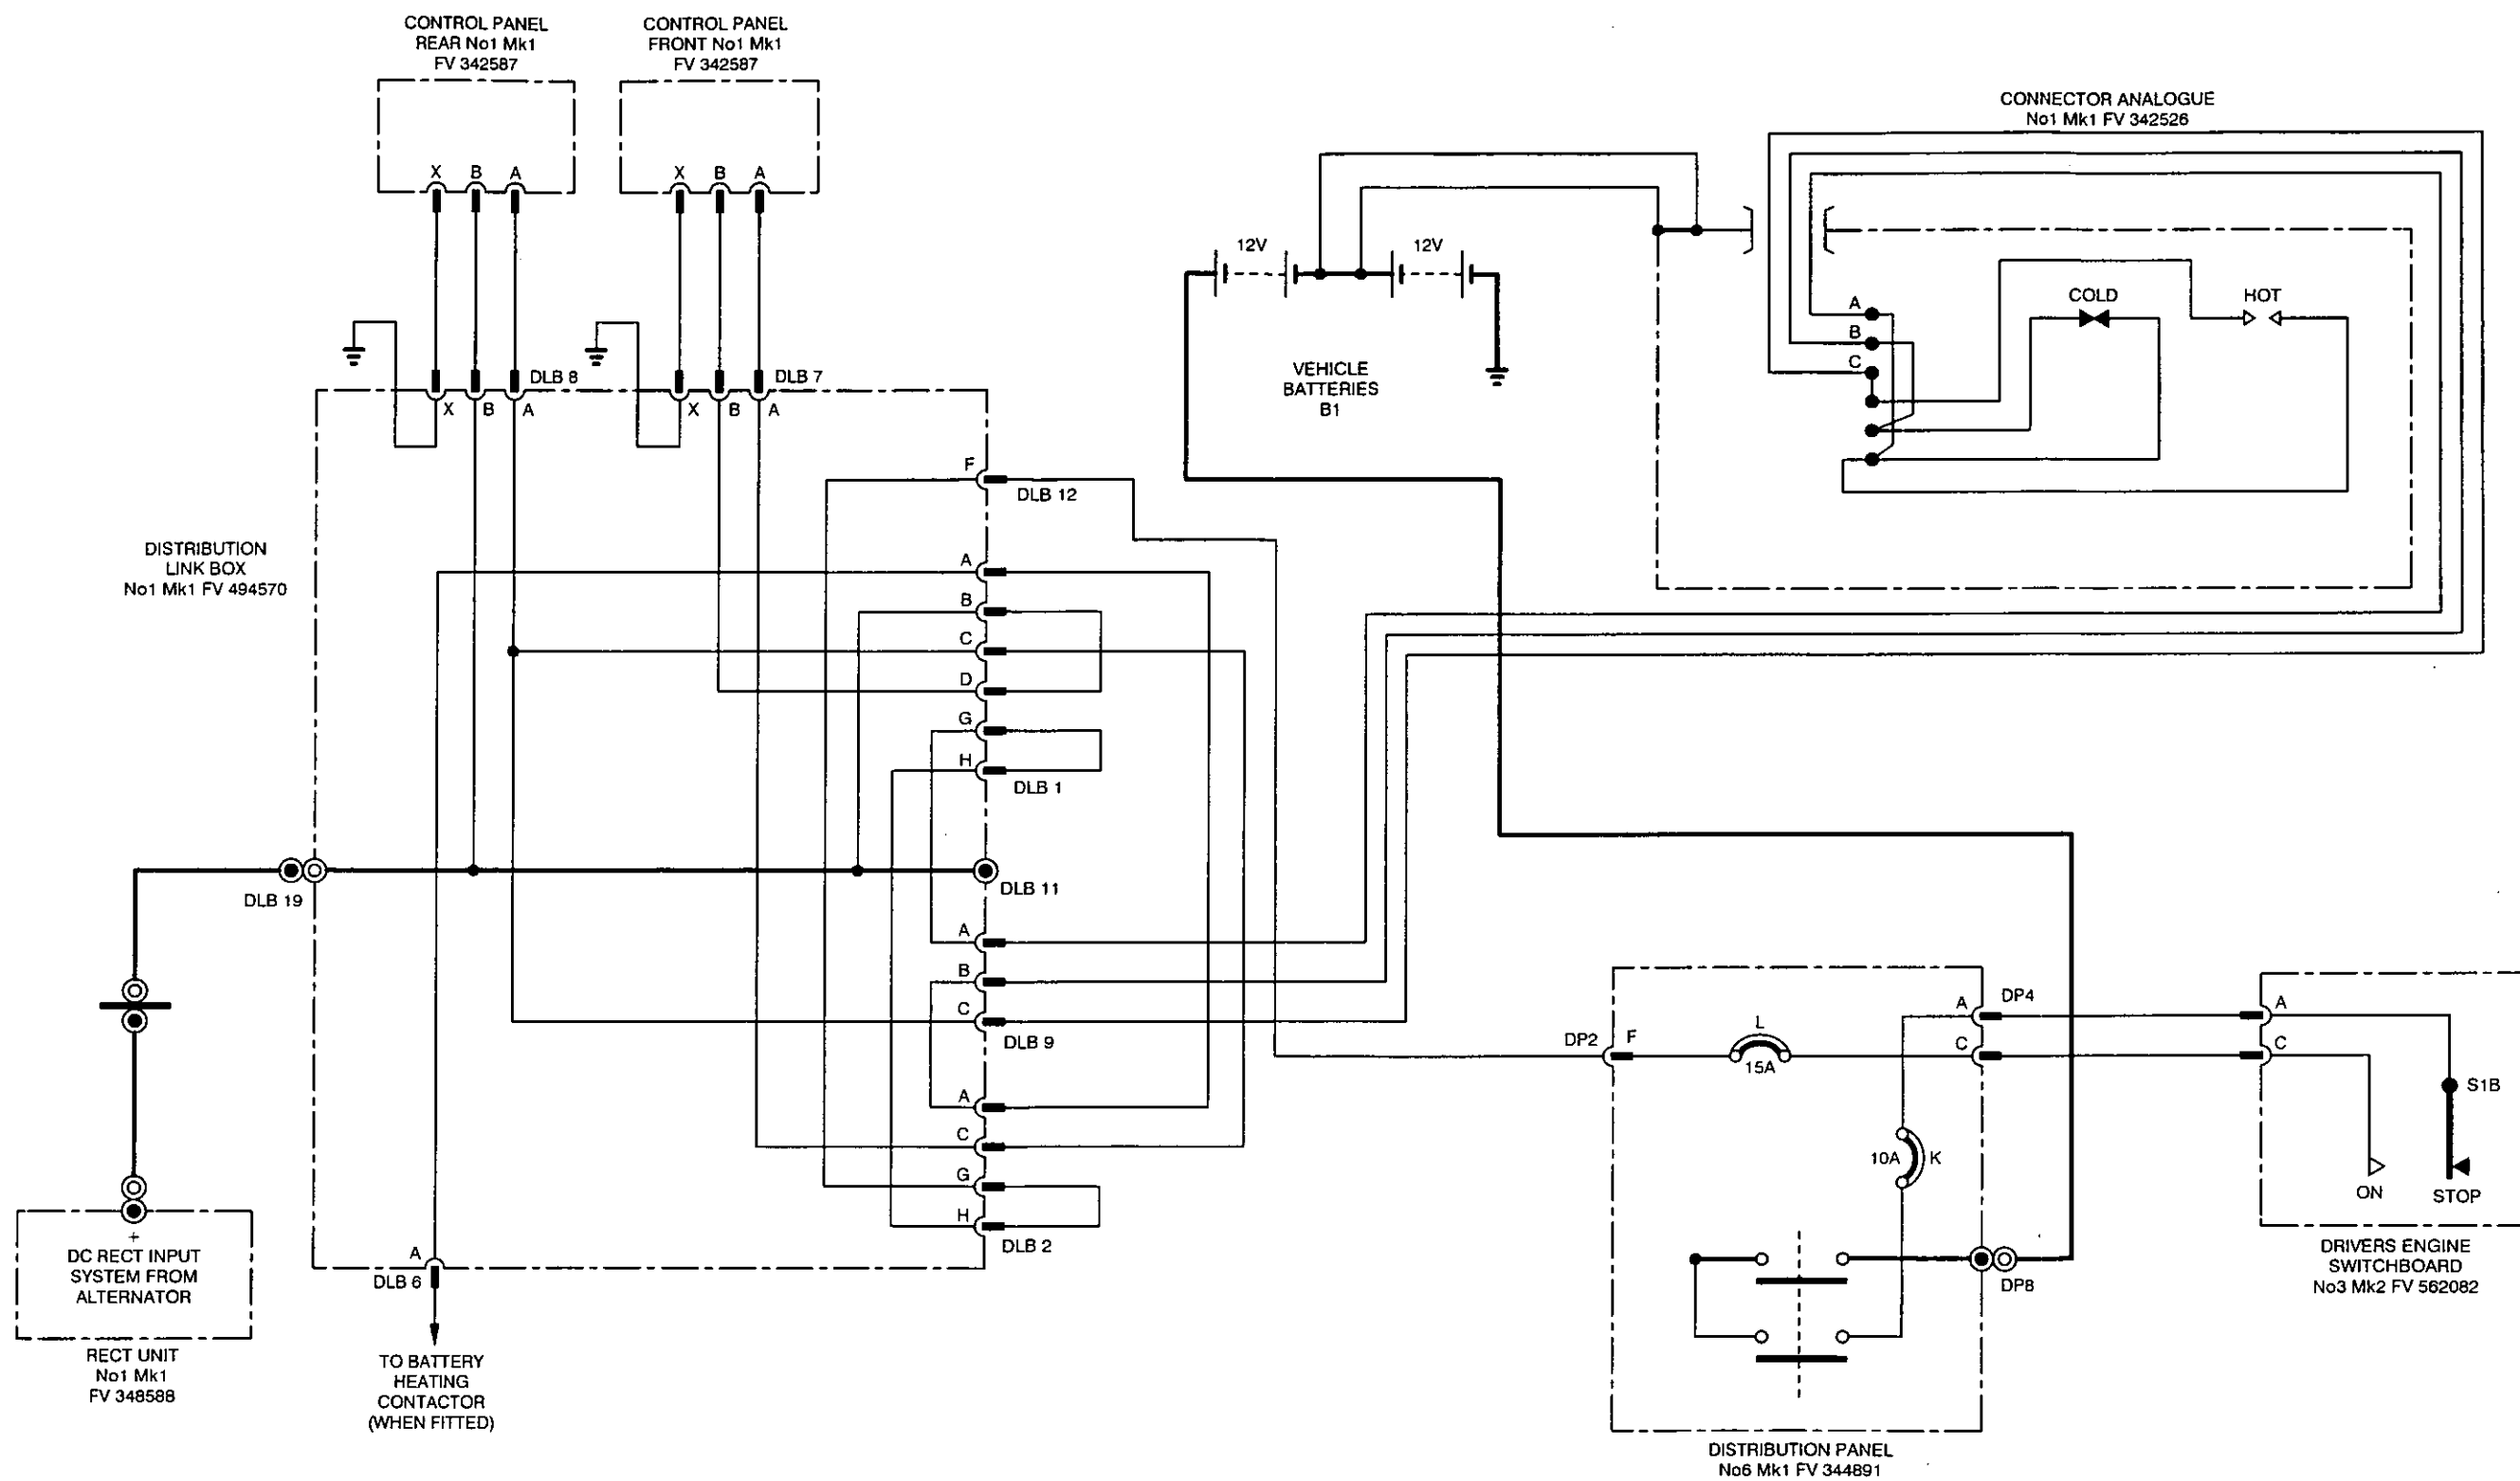 CONTROL PANEL
REAR No1 Mk1
FV 342587
CONTROL PANEL
FRONT No1 Mk1
FV 342587
X B A
X B A
DLB 8
X B A
DLB 7
X B A
CONNECTOR ANALOGUE
No1 Mk1 FV 342526
12V
12V
VEHICLE
BATTERIES
B1
A
B
C
COLD
HOT
DISTRIBUTION
LINK BOX
No1 Mk1 FV 494570
F
DLB 12
A
B
C
D
G
H
DLB 1
DLB 19
DLB 11
A
B
C
DLB 9
A
C
G
H
DLB 2
A
DLB 6
TO BATTERY
HEATING
CONTACTOR
(WHEN FITTED)
+
DC RECT INPUT
SYSTEM FROM
ALTERNATOR
RECT UNIT
No1 Mk1
FV 348588
DP2
F
L
15A
A
DP4
C
10A
K
DP8
DISTRIBUTION PANEL
No6 Mk1 FV 344891
A
C
S1B
ON
STOP
DRIVERS ENGINE
SWITCHBOARD
No3 Mk2 FV 562082